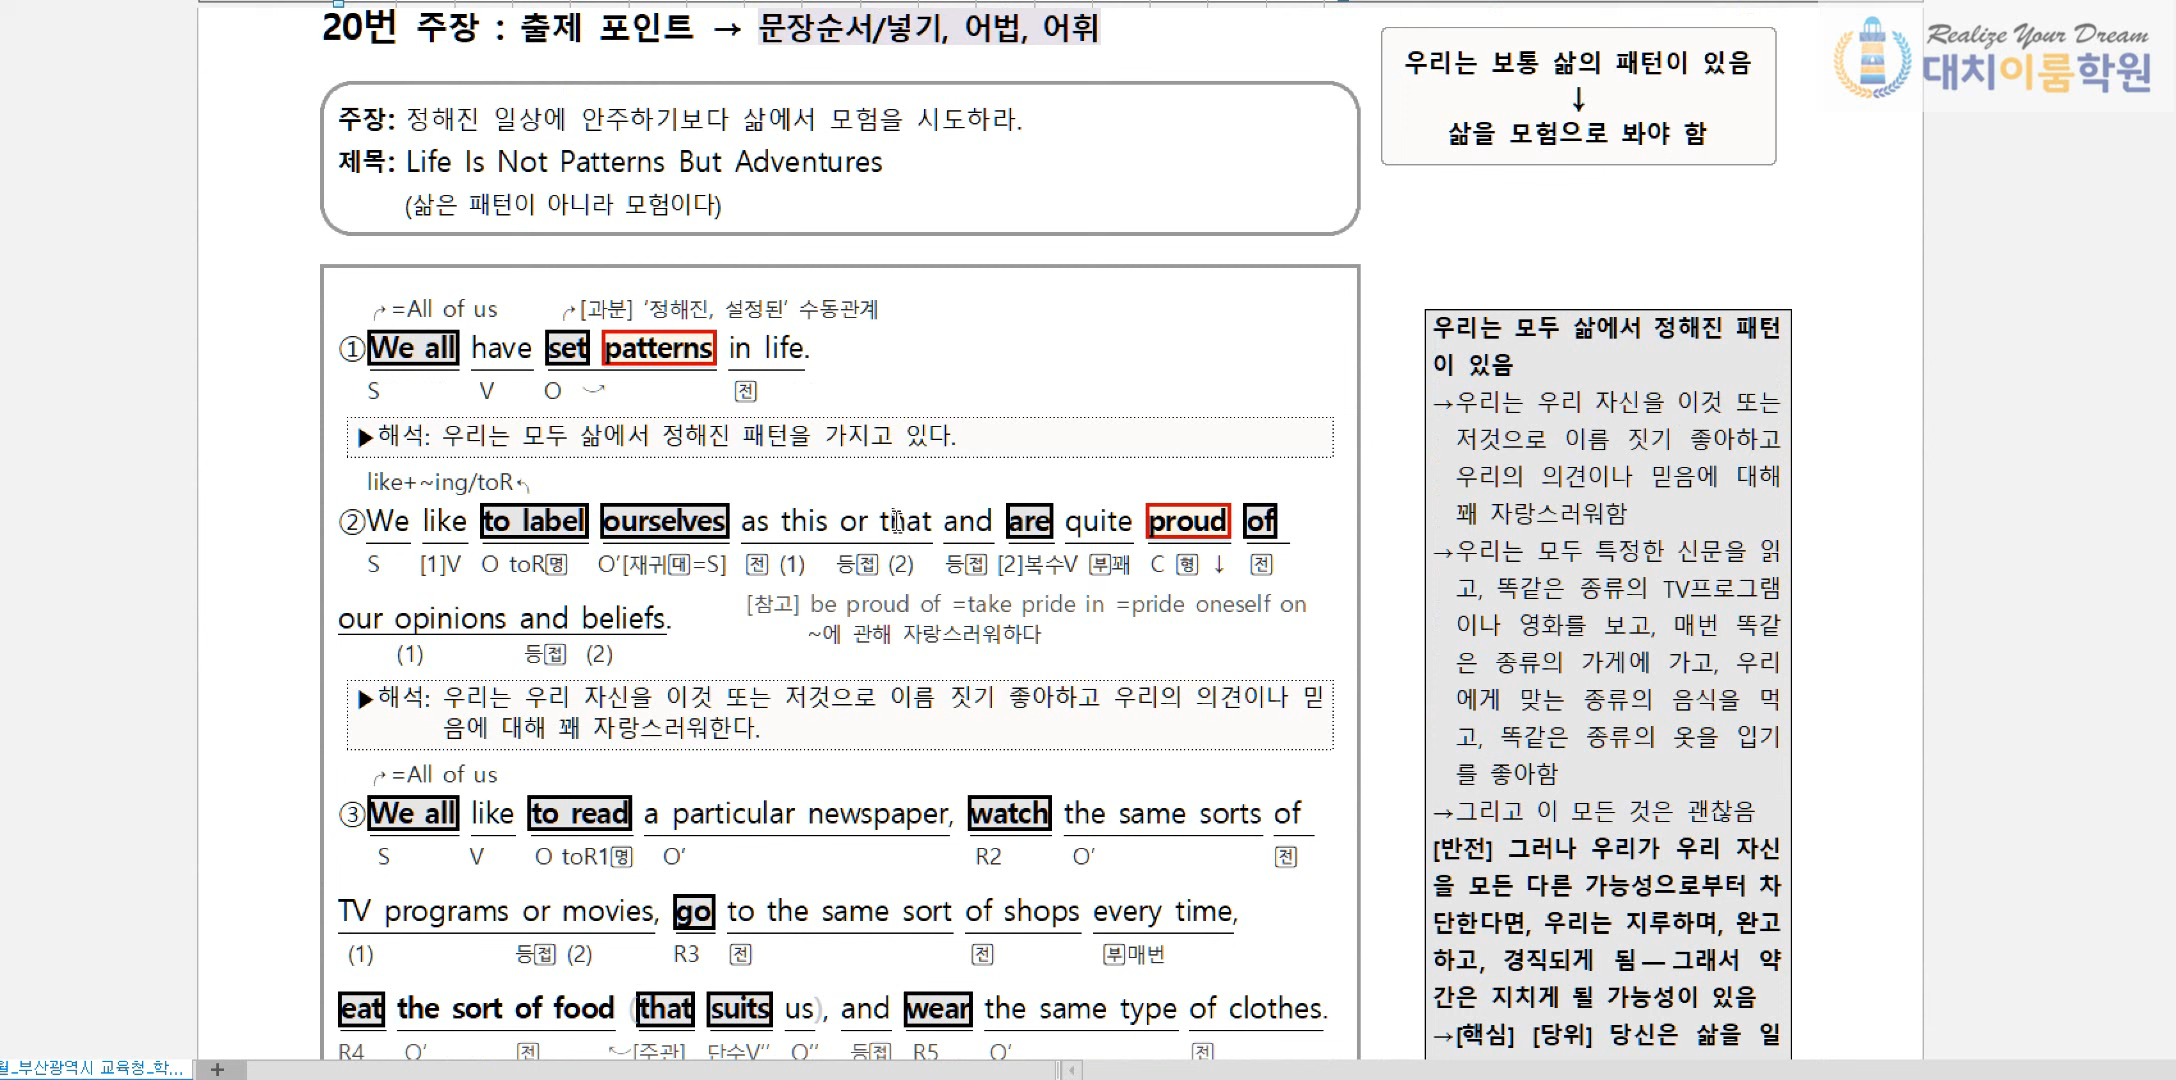 20번 주장 : 출제 포인트 → 문장순서/넣기, 어법, 어휘
주장: 정해진 일상에 안주하기보다 삶에서 모험을 시도하라.
제목: Life Is Not Patterns But Adventures
(삶은 패턴이 아니라 모험이다)
우리는 보통 삶의 패턴이 있음
↓
삶을 모험으로 봐야 함
Realize Your Dream
대치이룸학원
=All of us [과분] '정해진, 설정된' 수동관계
①We all have set patterns in life.
S V O 전
▶해석: 우리는 모두 삶에서 정해진 패턴을 가지고 있다.
like+~ing/toR
②We like to label ourselves as this or that and are quite proud of
S [1]V O toR명 O'[재귀대=S] 전 (1) 등접 (2) 등접 [2]복수V 부꽤 C 형 ↓ 전
our opinions and beliefs.
(1) 등접 (2)
[참고] be proud of =take pride in =pride oneself on
~에 관해 자랑스러워하다
▶해석: 우리는 우리 자신을 이것 또는 저것으로 이름 짓기 좋아하고 우리의 의견이나 믿
음에 대해 꽤 자랑스러워한다.
=All of us
③We all like to read a particular newspaper, watch the same sorts of
S V O toR1명 O' R2 O' 전
TV programs or movies, go to the same sort of shops every time,
(1) 등접 (2) R3 전 전 부매번
eat the sort of food (that suits us), and wear the same type of clothes.
R4 O' 전 [주관] 단수V'' O'' 등접 R5 O' 전
우리는 모두 삶에서 정해진 패턴
이 있음
→우리는 우리 자신을 이것 또는
저것으로 이름 짓기 좋아하고
우리의 의견이나 믿음에 대해
꽤 자랑스러워함
→우리는 모두 특정한 신문을 읽
고, 똑같은 종류의 TV프로그램
이나 영화를 보고, 매번 똑같
은 종류의 가게에 가고, 우리
에게 맞는 종류의 음식을 먹
고, 똑같은 종류의 옷을 입기
를 좋아함
→그리고 이 모든 것은 괜찮음
[반전] 그러나 우리가 우리 자신
을 모든 다른 가능성으로부터 차
단한다면, 우리는 지루하며, 완고
하고, 경직되게 됨 — 그래서 약
간은 지치게 될 가능성이 있음
→[핵심] [당위] 당신은 삶을 일
월_부산광역시 교육청_학... +